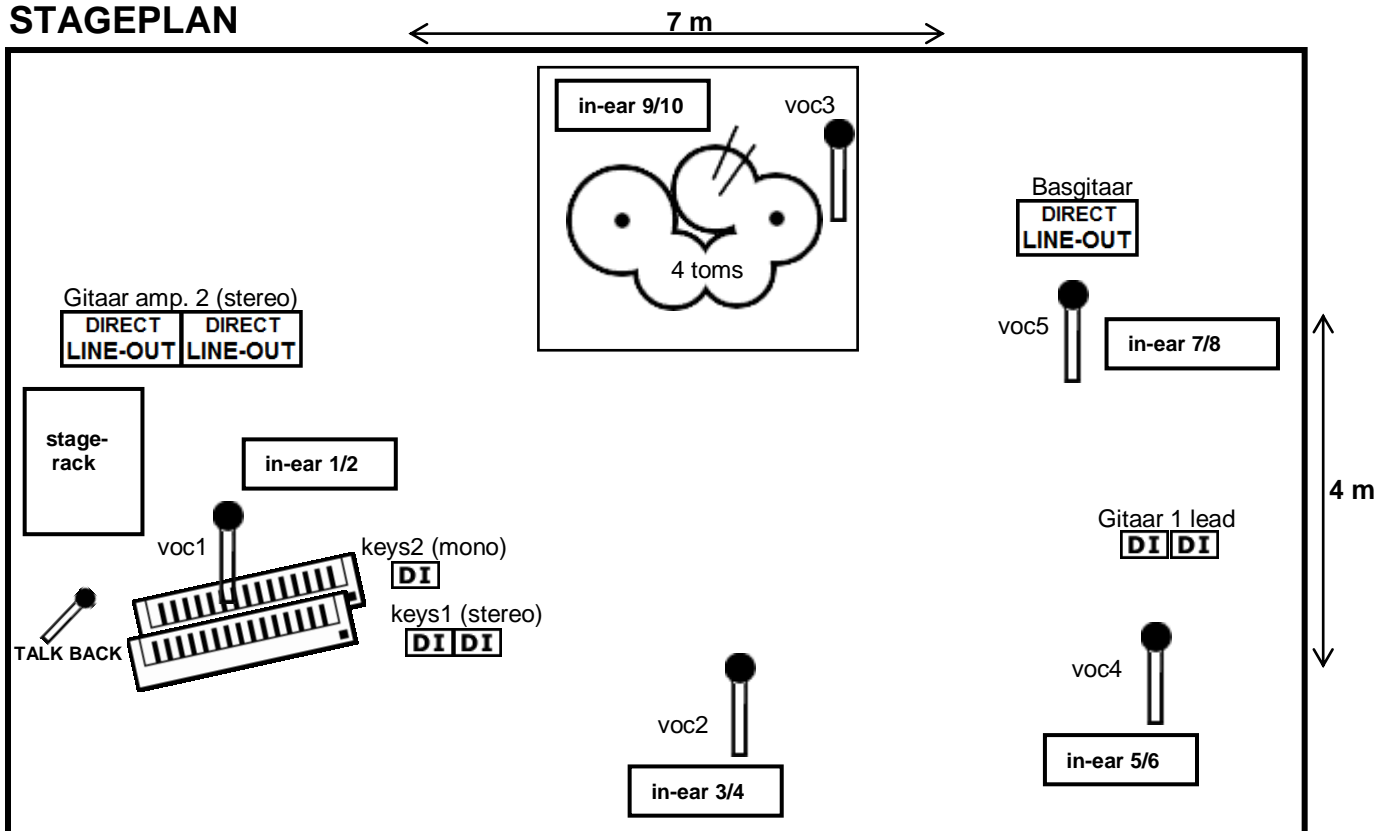 STAGEPLAN
7 m
in-ear 9/10
voc3
4 toms
Basgitaar
DIRECT
LINE-OUT
Gitaar amp. 2 (stereo)
DIRECT DIRECT
LINE-OUT LINE-OUT
voc5
in-ear 7/8
stage-
rack
in-ear 1/2
4 m
voc1
keys2 (mono)
DI
keys1 (stereo)
DI DI
Gitaar 1 lead
DI DI
TALK BACK
voc2
in-ear 3/4
voc4
in-ear 5/6